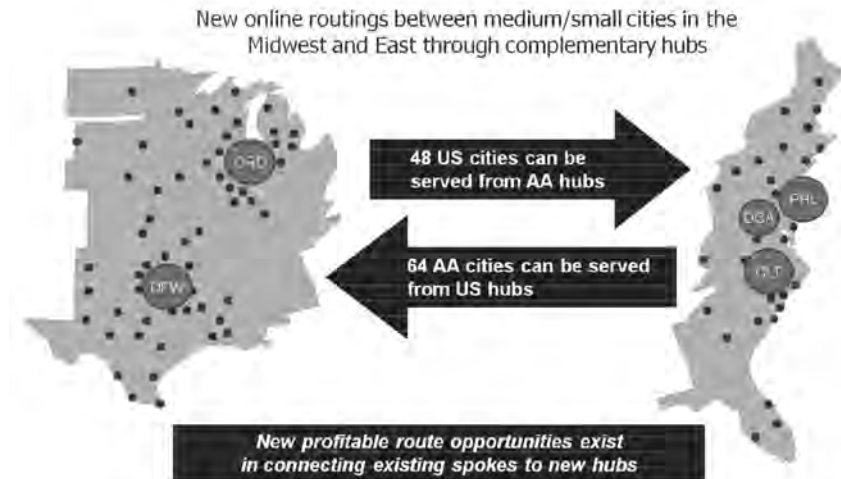 New online routings between medium/small cities in the
Midwest and East through complementary hubs
ORD
48 US cities can be
served from AA hubs
PHL
DCA
64 AA cities can be served
from US hubs
CLT
DFW
New profitable route opportunities exist
in connecting existing spokes to new hubs